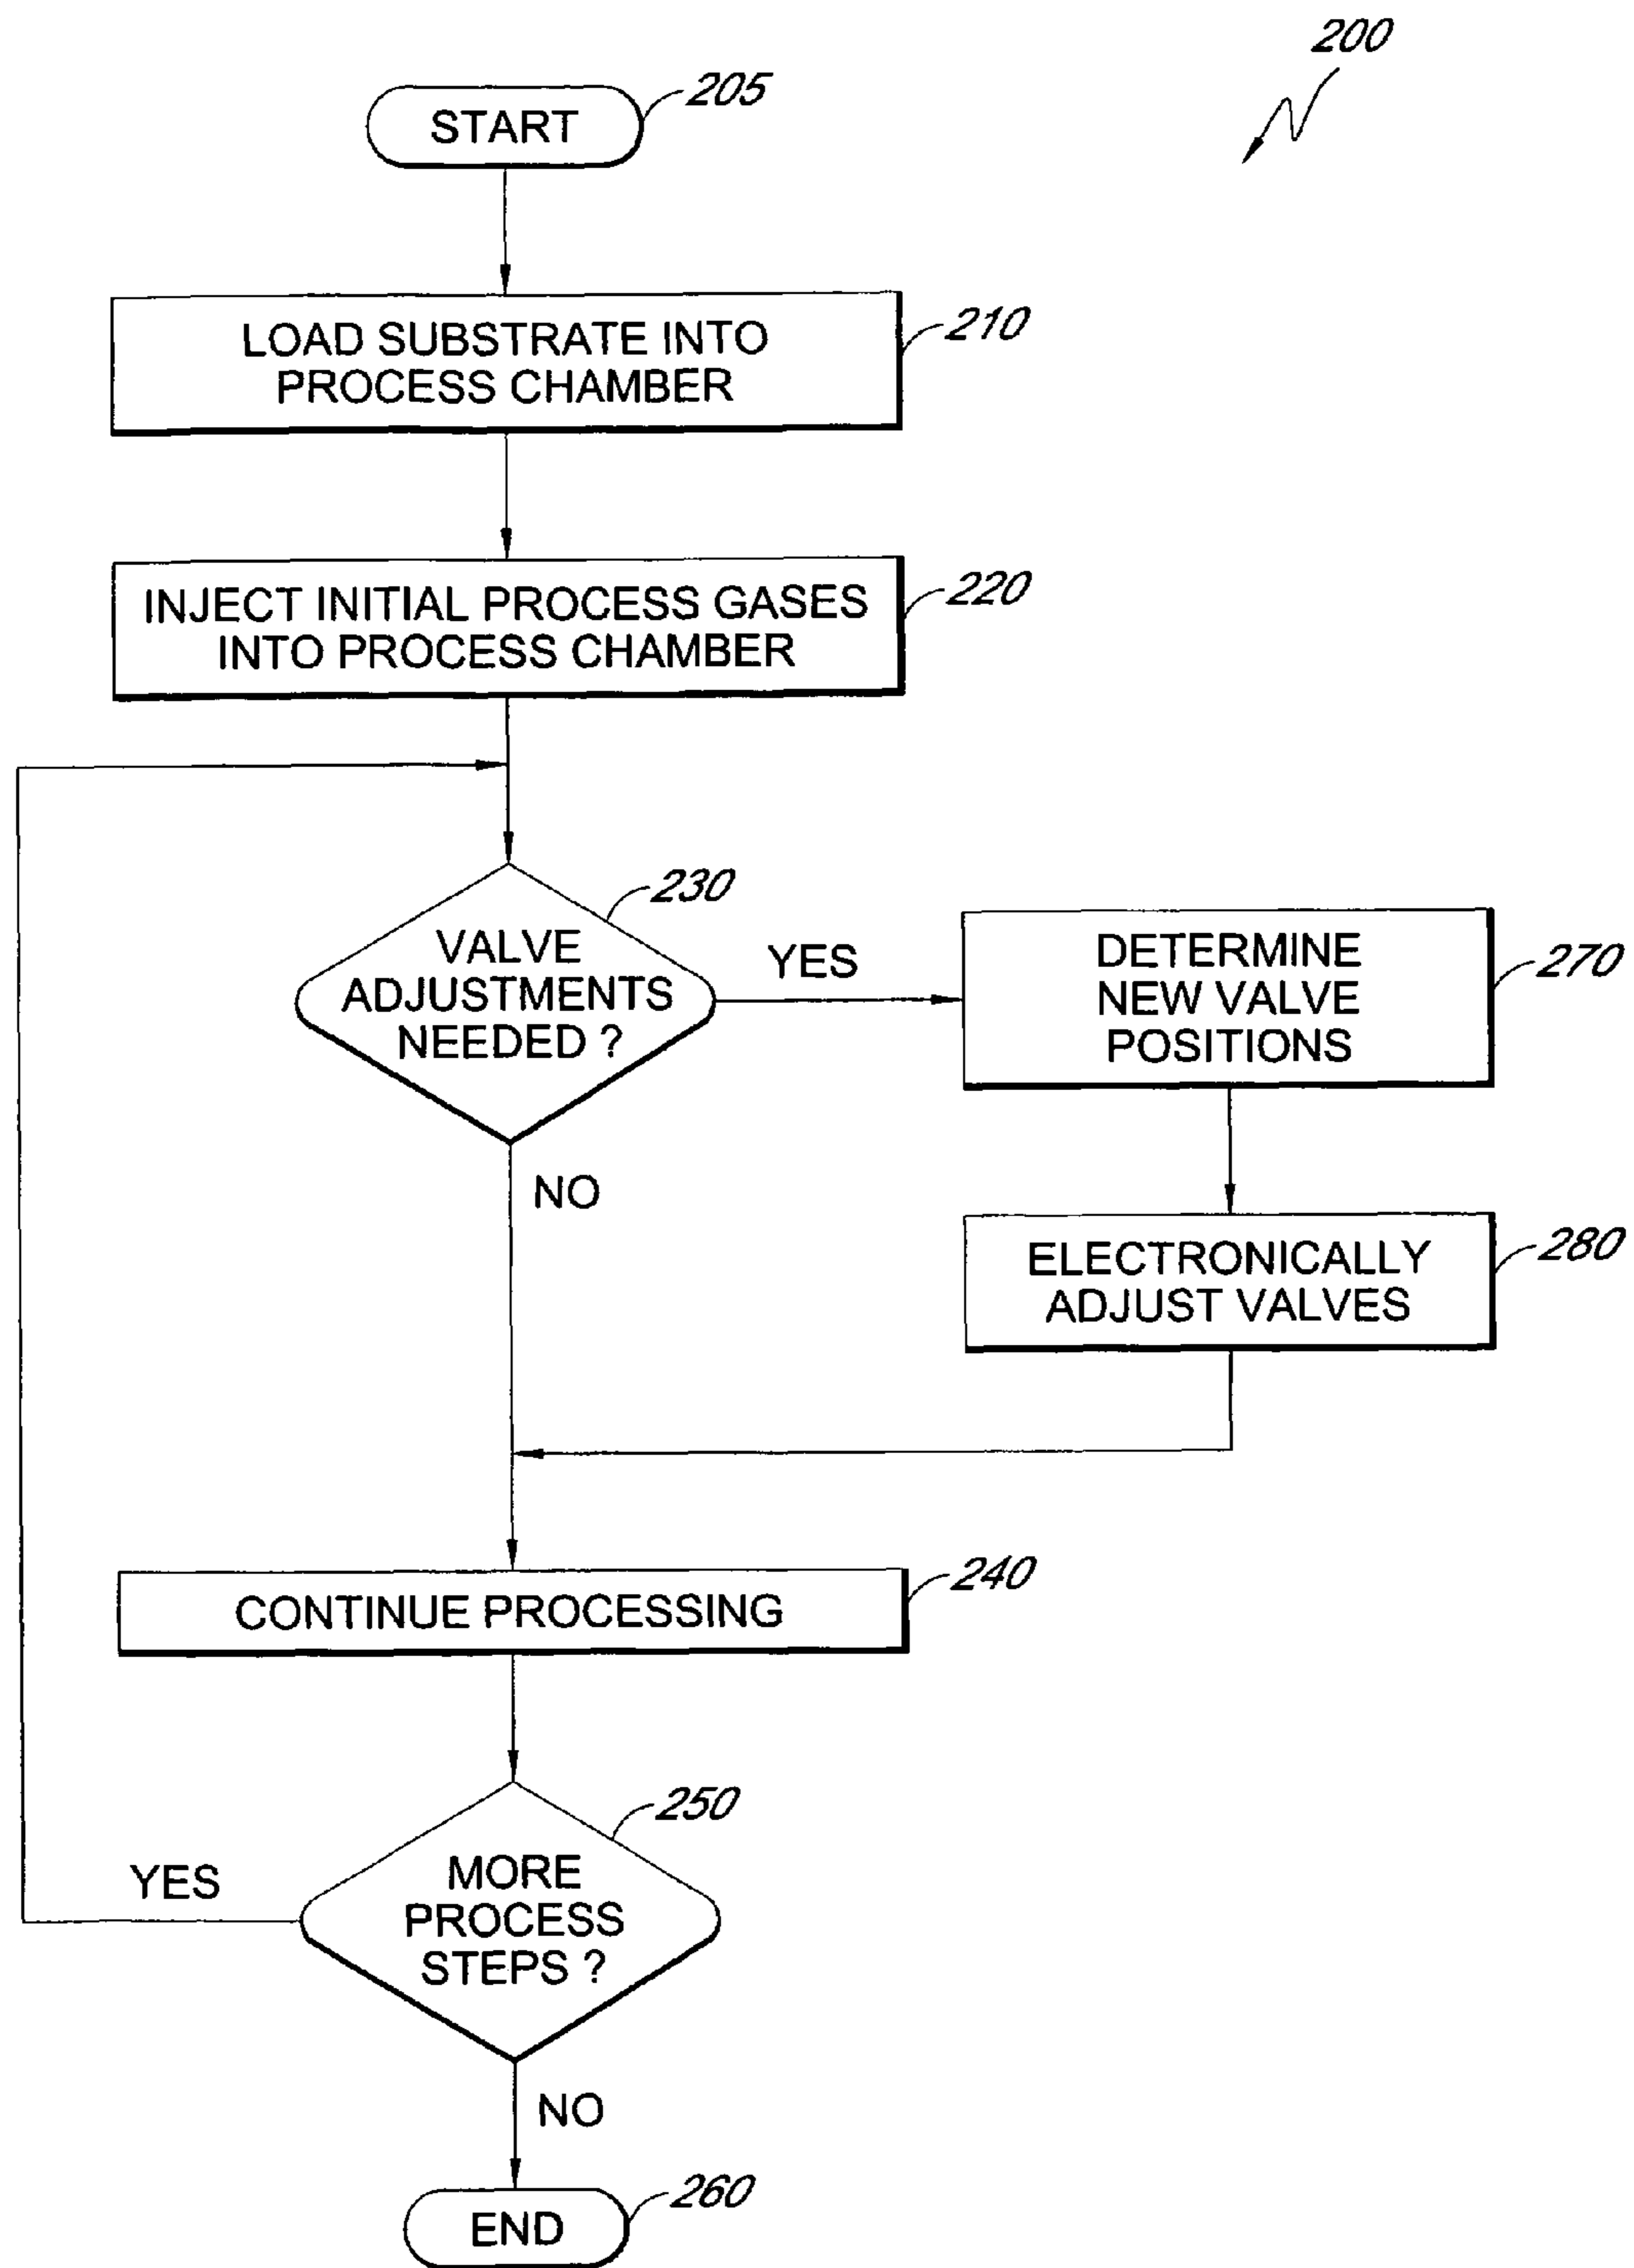 200
START
205
LOAD SUBSTRATE INTO
PROCESS CHAMBER
210
INJECT INITIAL PROCESS GASES
INTO PROCESS CHAMBER
220
230
VALVE
ADJUSTMENTS
NEEDED ?
YES
NO
DETERMINE
NEW VALVE
POSITIONS
270
ELECTRONICALLY
ADJUST VALVES
280
CONTINUE PROCESSING
240
250
MORE
PROCESS
STEPS ?
YES
NO
END
260